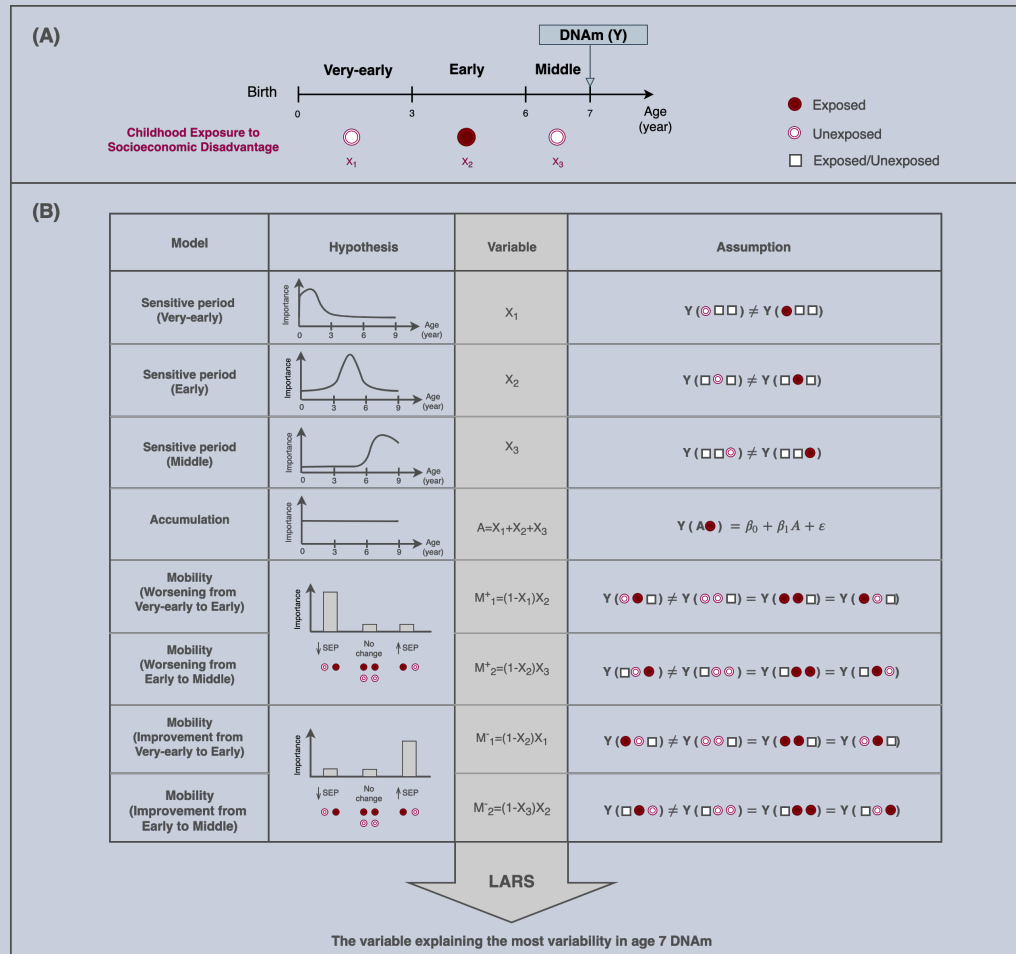 (A)
DNAm (Y)
Very-early
Early
Middle
Birth
0
3
6
7
Age
(year)
Childhood Exposure to
Socioeconomic Disadvantage
X1
X2
X3
Exposed
Unexposed
Exposed/Unexposed
(B)
Model
Hypothesis
Variable
Assumption
Sensitive period
(Very-early)
Importance
0 3 6 9
Age
(year)
X1
Y ( ) ≠ Y ( )
Sensitive period
(Early)
Importance
0 3 6 9
Age
(year)
X2
Y ( ) ≠ Y ( )
Sensitive period
(Middle)
Importance
0 3 6 9
Age
(year)
X3
Y ( ) ≠ Y ( )
Accumulation
Importance
0 3 6 9
Age
(year)
A=X1+X2+X3
Y ( A ) = β0 + β1A + ε
Mobility
(Worsening from
Very-early to Early)
Importance
↓ SEP
No
change
↑ SEP
M+1=(1-X1)X2
Y ( ) ≠ Y ( ) = Y ( ) = Y ( )
Mobility
(Worsening from
Early to Middle)
M+2=(1-X2)X3
Y ( ) ≠ Y ( ) = Y ( ) = Y ( )
Mobility
(Improvement from
Very-early to Early)
Importance
↓ SEP
No
change
↑ SEP
M-1=(1-X2)X1
Y ( ) ≠ Y ( ) = Y ( ) = Y ( )
Mobility
(Improvement from
Early to Middle)
M-2=(1-X3)X2
Y ( ) ≠ Y ( ) = Y ( ) = Y ( )
LARS
The variable explaining the most variability in age 7 DNAm